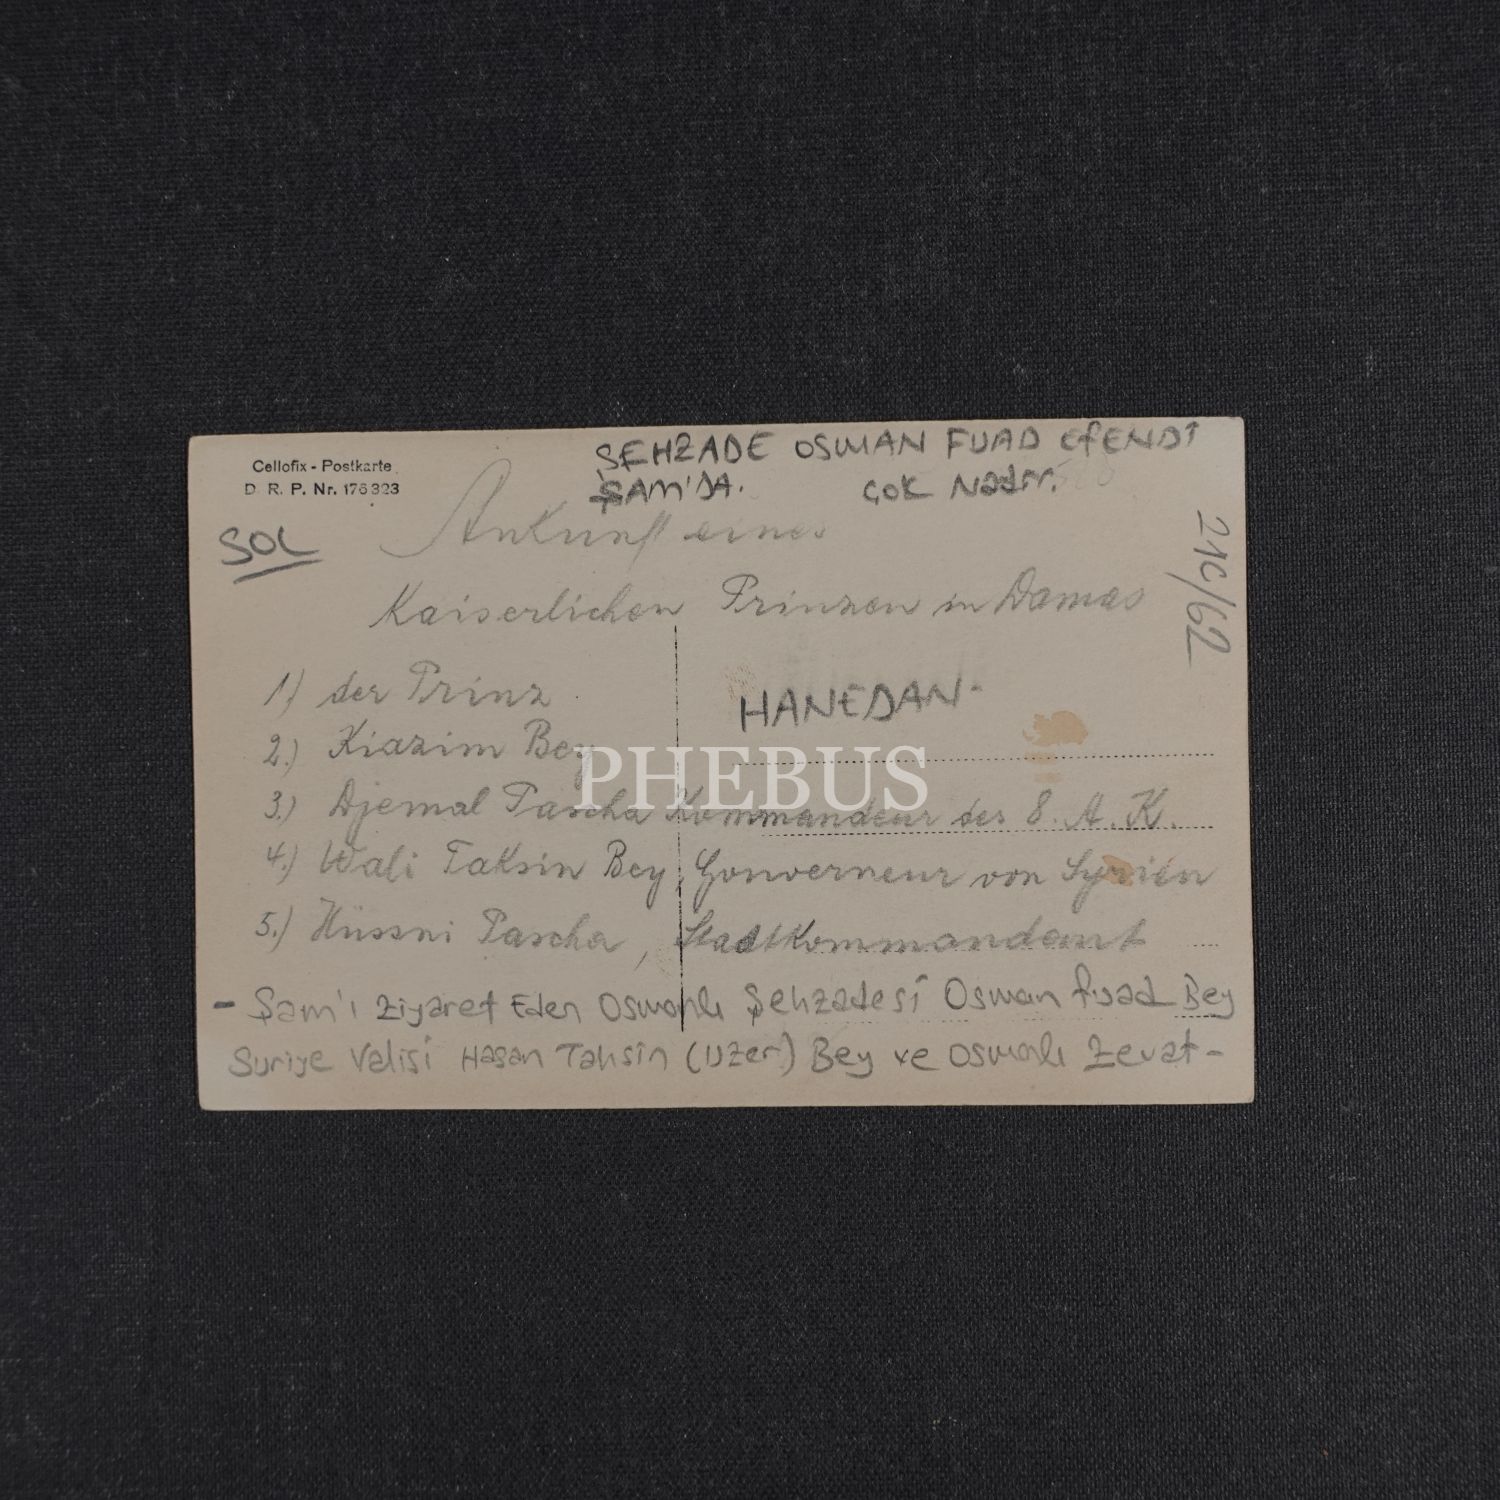 Cellofix - Postkarte
D. R. P. Nr. 176323
ŞEHZADE OSMAN FUAD EfENDİ
ŞAM'DA. ÇOK Nadir.
SOL
Ankunft eines
Kaiserlichen Prinzen in Damas
21c/62
1.) der Prinz
HANEDAN-
2.) Kiazim Bey
PHEBUS
3.) Djemal Pascha Kommandeur des 8. A. K.
4.) Wali Taksin Bey, Gouverneur von Syrien
5.) Hüssni Pascha, Stadtkommandant
- Şam'ı Ziyaret Eden Osmanlı Şehzadesi Osman fuad Bey
Suriye Valisi Hasan Tahsin (Uzer) Bey ve Osmanlı Zevat-